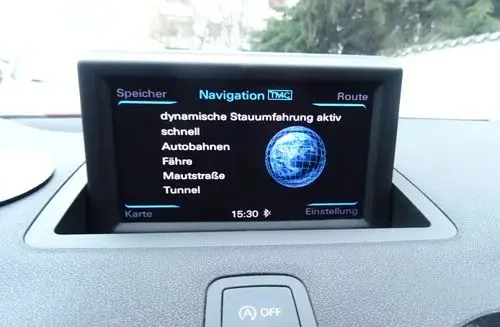 Speicher
Navigation TMC
Route
dynamische Stauumfahrung aktiv
schnell
Autobahnen
Fähre
Mautstraße
Tunnel
Karte
15:30
Einstellung
A OFF